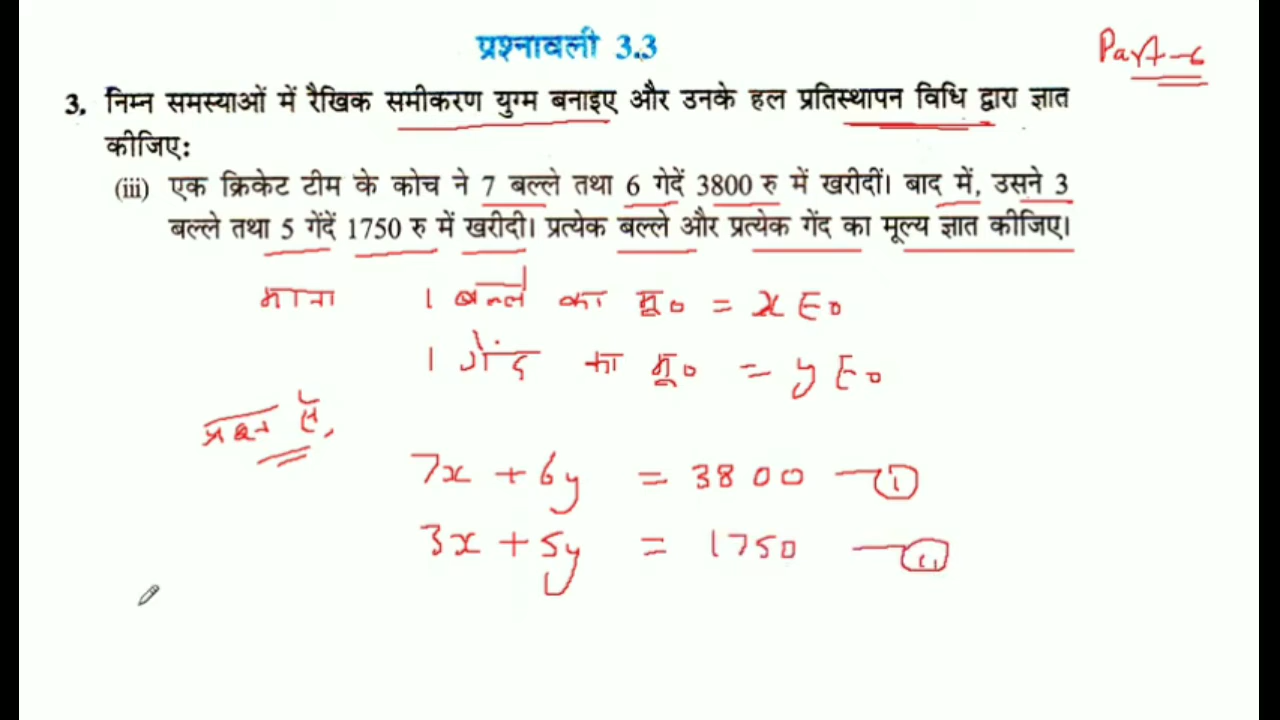 प्रश्नावली 3.3
Part-6
3. निम्न समस्याओं में रैखिक समीकरण युग्म बनाइए और उनके हल प्रतिस्थापन विधि द्वारा ज्ञात
कीजिए:
(iii) एक क्रिकेट टीम के कोच ने 7 बल्ले तथा 6 गेदें 3800 रु में खरीदीं। बाद में, उसने 3
बल्ले तथा 5 गेंदें 1750 रु में खरीदी। प्रत्येक बल्ले और प्रत्येक गेंद का मूल्य ज्ञात कीजिए।
माना 1 बल्ले का मू० = x रु०
1 गेंद का मू० = y रु०
प्रश्न से,
7x + 6y = 3800 — (i)
3x + 5y = 1750 — (ii)